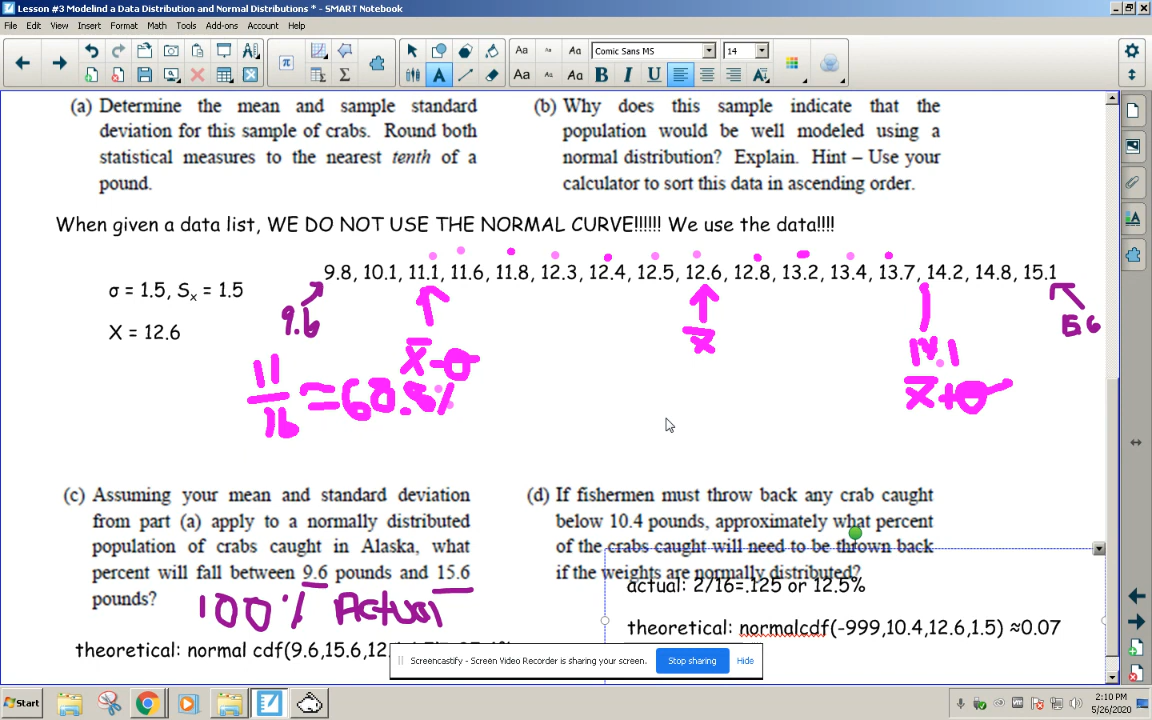 Lesson #3 Modelind a Data Distribution and Normal Distributions * - SMART Notebook
File Edit View Insert Format Math Tools Add-ons Account Help
Comic Sans MS 14
(a) Determine the mean and sample standard
deviation for this sample of crabs. Round both
statistical measures to the nearest tenth of a
pound.
(b) Why does this sample indicate that the
population would be well modeled using a
normal distribution? Explain. Hint – Use your
calculator to sort this data in ascending order.
When given a data list, WE DO NOT USE THE NORMAL CURVE!!!!!! We use the data!!!!
9.8, 10.1, 11.1, 11.6, 11.8, 12.3, 12.4, 12.5, 12.6, 12.8, 13.2, 13.4, 13.7, 14.2, 14.8, 15.1
σ = 1.5, Sx = 1.5
X = 12.6
9.6
15.6
x̄-σ
x̄
14.1
x̄+σ
11/16 = 68.8%
(c) Assuming your mean and standard deviation
from part (a) apply to a normally distributed
population of crabs caught in Alaska, what
percent will fall between 9.6 pounds and 15.6
pounds?
100% Actual
theoretical: normal cdf(9.6,15.6,12
(d) If fishermen must throw back any crab caught
below 10.4 pounds, approximately what percent
of the crabs caught will need to be thrown back
if the weights are normally distributed?
actual: 2/16=.125 or 12.5%
theoretical: normalcdf(-999,10.4,12.6,1.5) ≈0.07
Screencastify - Screen Video Recorder is sharing your screen.
Stop sharing
Hide
Start
2:10 PM
5/26/2020